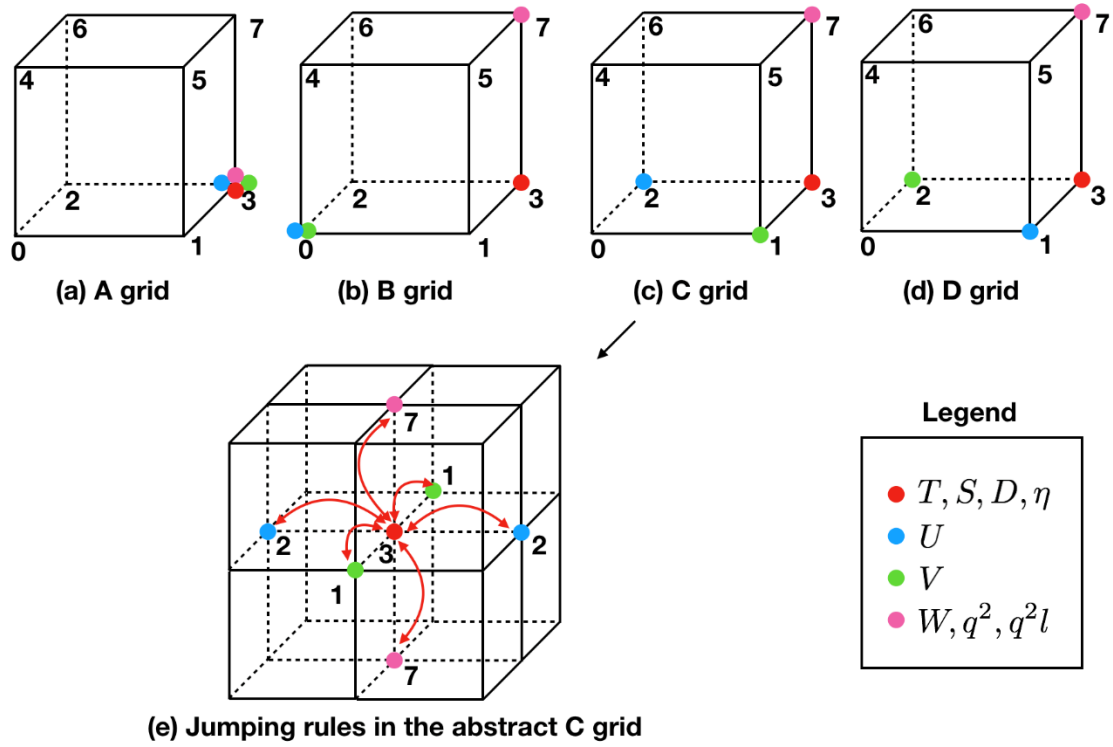 6 7
4 5
2 3
0 1
(a) A grid
6 7
4 5
2 3
0 1
(b) B grid
6 7
4 5
2 3
0 1
(c) C grid
6 7
4 5
2 3
0 1
(d) D grid
7
1
2 3 2
1
7
(e) Jumping rules in the abstract C grid
Legend
T, S, D, η
U
V
W, q², q²l